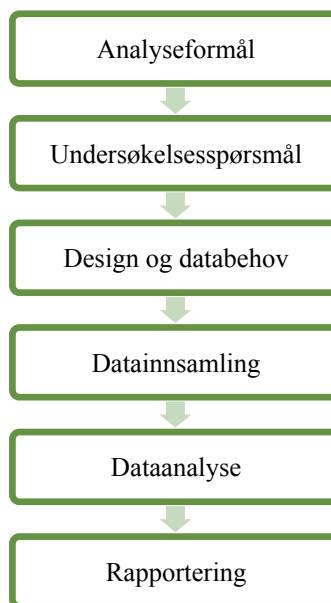 Analyseformål
Undersøkelsesspørsmål
Design og databehov
Datainnsamling
Dataanalyse
Rapportering